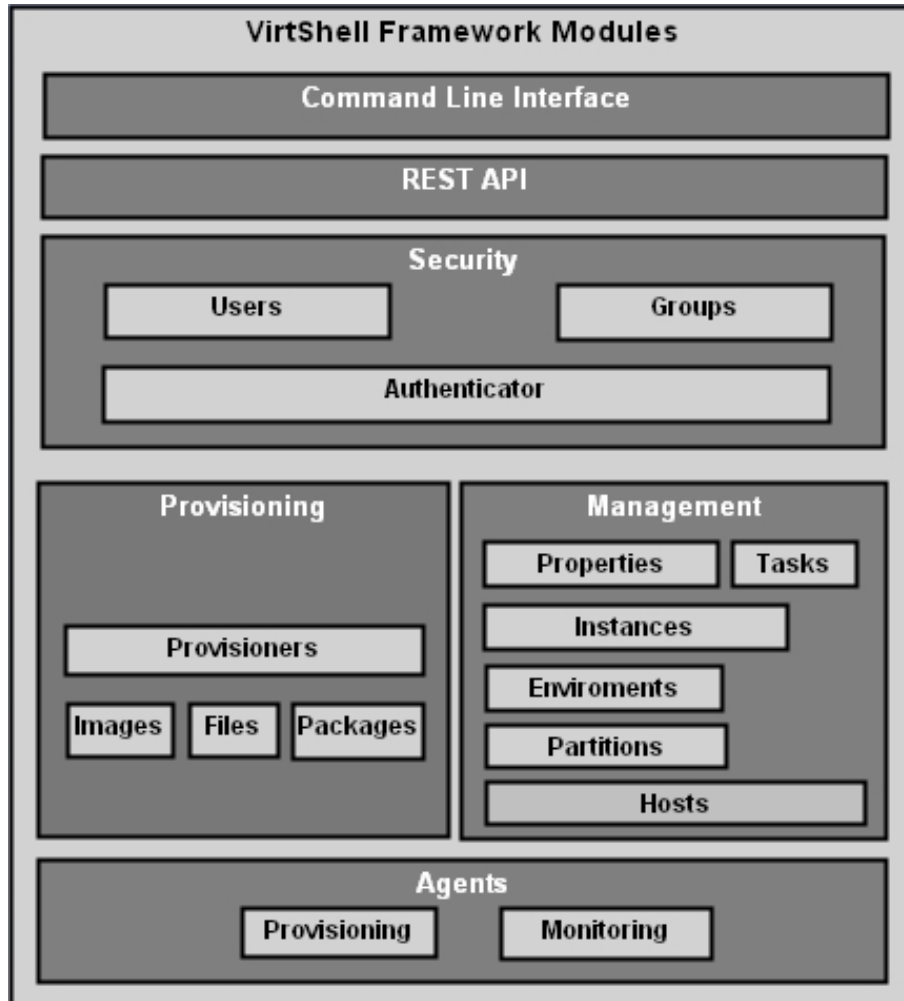 VirtShell Framework Modules
Command Line Interface
REST API
Security
Users
Groups
Authenticator
Provisioning
Provisioners
Images
Files
Packages
Management
Properties
Tasks
Instances
Enviroments
Partitions
Hosts
Agents
Provisioning
Monitoring